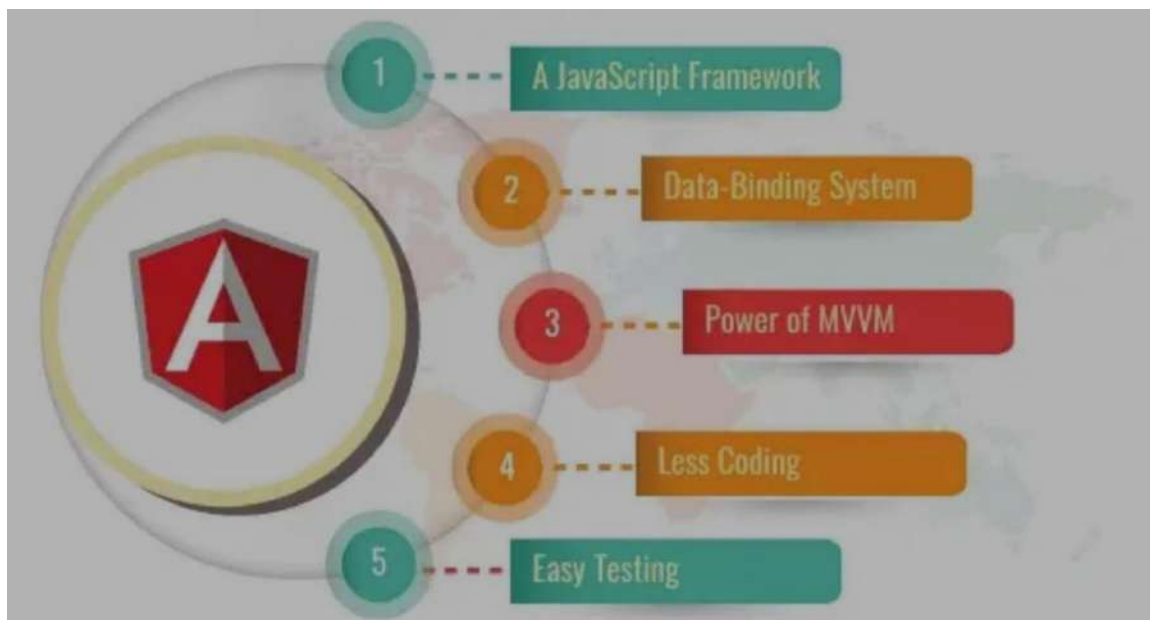 1
A JavaScript Framework
2
Data-Binding System
3
Power of MVVM
4
Less Coding
5
Easy Testing
A